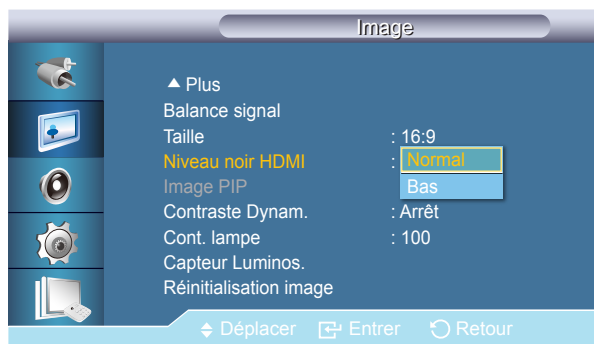 Image
▲ Plus
Balance signal
Taille : 16:9
Niveau noir HDMI : Normal
Image PIP Bas
Contraste Dynam. : Arrêt
Cont. lampe : 100
Capteur Luminos.
Réinitialisation image
Déplacer Entrer Retour